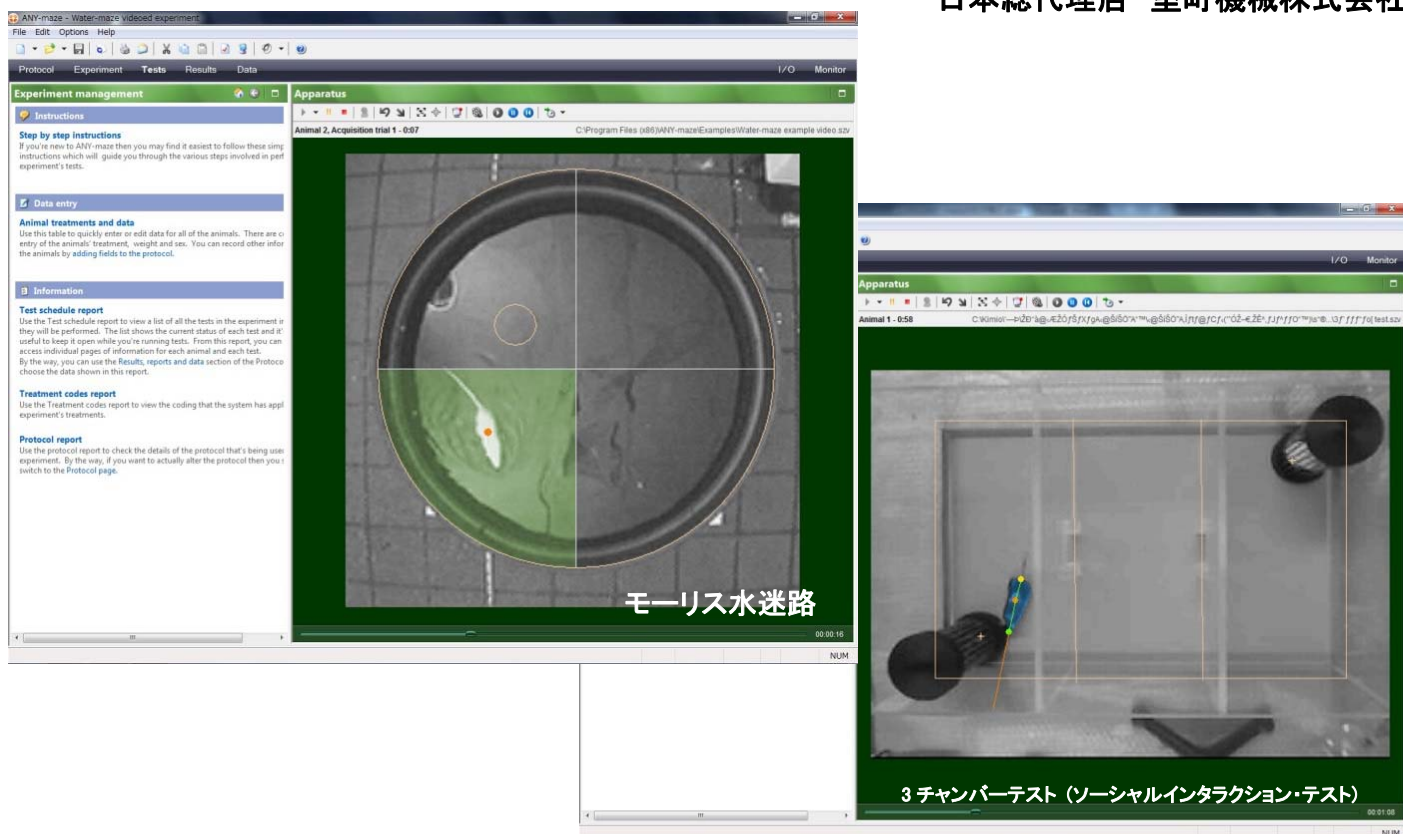 日本総代理店 室町機械株式会社
ANY-maze - Water-maze videoed experiment
File Edit Options Help
Protocol Experiment Tests Results Data I/O Monitor
Experiment management
Apparatus
Instructions
Animal 2, Acquisition trial 1 - 0:07
C:\Program Files (x86)\ANY-maze\Examples\Water-maze example video.szv
Step by step instructions
If you're new to ANY-maze then you may find it easiest to follow these simp
instructions which will guide you through the various steps involved in perf
experiment's tests.
Data entry
Animal treatments and data
Use this table to quickly enter or edit data for all of the animals. There are c
entry of the animals' treatment, weight and sex. You can record other infor
the animals by adding fields to the protocol.
Information
Test schedule report
Use the Test schedule report to view a list of all the tests in the experiment ir
they will be performed. The list shows the current status of each test and it'
useful to keep it open while you're running tests. From this report, you can
access individual pages of information for each animal and each test.
By the way, you can use the Results, reports and data section of the Protoco
choose the data shown in this report.
Treatment codes report
Use the Treatment codes report to view the coding that the system has appl
experiment's treatments.
Protocol report
Use the protocol report to check the details of the protocol that's being use
experiment. By the way, if you want to actually alter the protocol then you
switch to the Protocol page.
モーリス水迷路
00:00:16
NUM
I/O Monitor
Apparatus
Animal 1 - 0:58
test.szv
3チャンバーテスト（ソーシャルインタラクション・テスト）
00:01:08
NUM